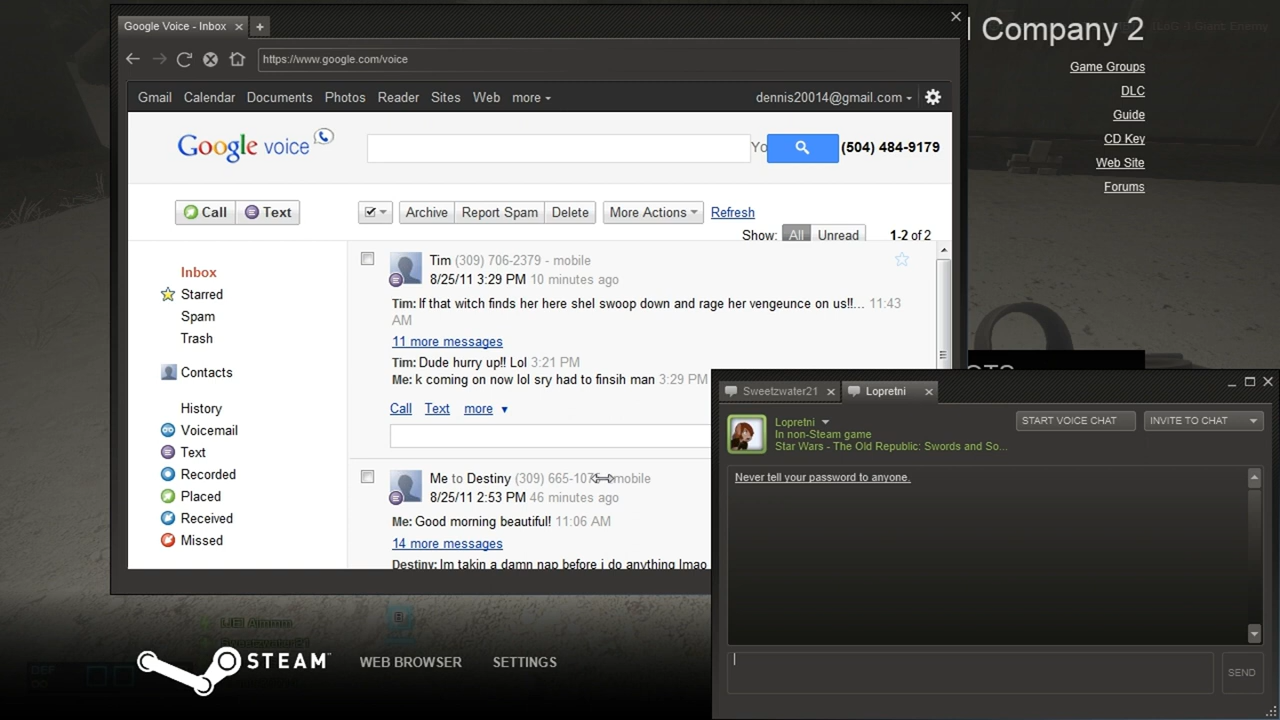 Google Voice - Inbox
https://www.google.com/voice
Gmail Calendar Documents Photos Reader Sites Web more
dennis20014@gmail.com
Google voice
Yo
(504) 484-9179
Call Text
Archive Report Spam Delete More Actions Refresh
Show: All Unread 1-2 of 2
Inbox
Starred
Spam
Trash
Contacts
History
Voicemail
Text
Recorded
Placed
Received
Missed
Tim (309) 706-2379 - mobile
8/25/11 3:29 PM 10 minutes ago
Tim: If that witch finds her here shel swoop down and rage her vengeunce on us!!... 11:43
AM
11 more messages
Tim: Dude hurry up!! Lol 3:21 PM
Me: k coming on now lol sry had to finsih man 3:29 PM
Call Text more
Me to Destiny (309) mobile
8/25/11 2:53 PM 46 minutes ago
Me: Good morning beautiful! 11:06 AM
14 more messages
Destiny: Im takin a damn nap before i do anything lmao
Company 2
Game Groups
DLC
Guide
CD Key
Web Site
Forums
Sweetzwater21 Lopretni
Lopretni
In non-Steam game
Star Wars - The Old Republic: Swords and So...
START VOICE CHAT INVITE TO CHAT
Never tell your password to anyone.
SEND
STEAM™ WEB BROWSER SETTINGS